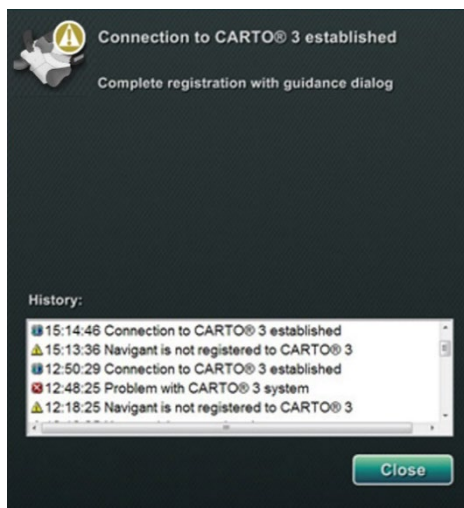 Connection to CARTO® 3 established
Complete registration with guidance dialog
History:
15:14:46 Connection to CARTO® 3 established
15:13:36 Navigant is not registered to CARTO® 3
12:50:29 Connection to CARTO® 3 established
12:48:25 Problem with CARTO® 3 system
12:18:25 Navigant is not registered to CARTO® 3
Close